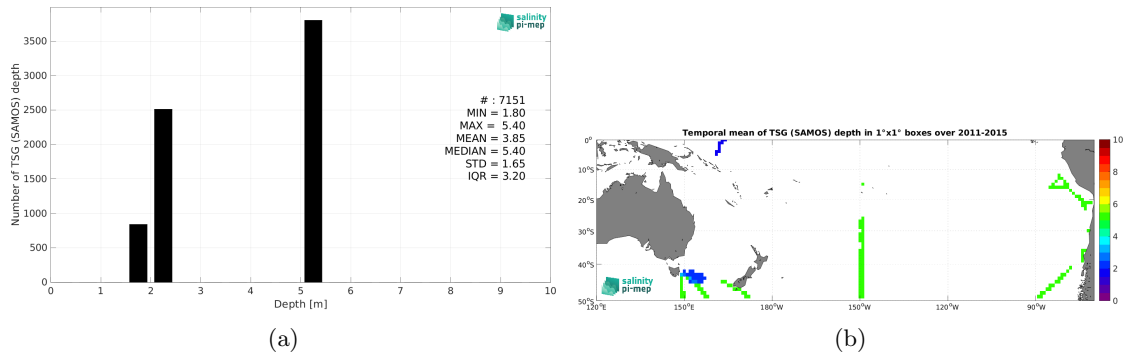 salinity
pi-mep
Number of TSG (SAMOS) depth
3500
3000
2500
2000
1500
1000
500
0
# : 7151
MIN = 1.80
MAX = 5.40
MEAN = 3.85
MEDIAN = 5.40
STD = 1.65
IQR = 3.20
0 1 2 3 4 5 6 7 8 9 10
Depth [m]
(a)
Temporal mean of TSG (SAMOS) depth in 1°x1° boxes over 2011-2015
0°
10°S
20°S
30°S
40°S
50°S
120°E 150°E 180°W 150°W 120°W 90°W
salinity
pi-mep
10
8
6
4
2
0
(b)